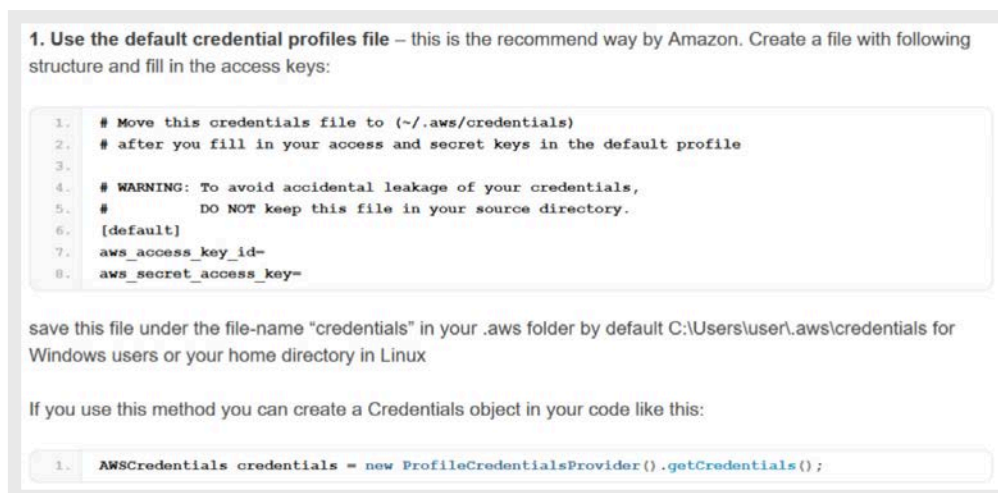 1. Use the default credential profiles file – this is the recommend way by Amazon. Create a file with following
structure and fill in the access keys:
1. # Move this credentials file to (~/.aws/credentials)
2. # after you fill in your access and secret keys in the default profile
3.
4. # WARNING: To avoid accidental leakage of your credentials,
5. #          DO NOT keep this file in your source directory.
6. [default]
7. aws_access_key_id=
8. aws_secret_access_key=
save this file under the file-name “credentials” in your .aws folder by default C:\Users\user\.aws\credentials for
Windows users or your home directory in Linux
If you use this method you can create a Credentials object in your code like this:
1. AWSCredentials credentials = new ProfileCredentialsProvider().getCredentials();